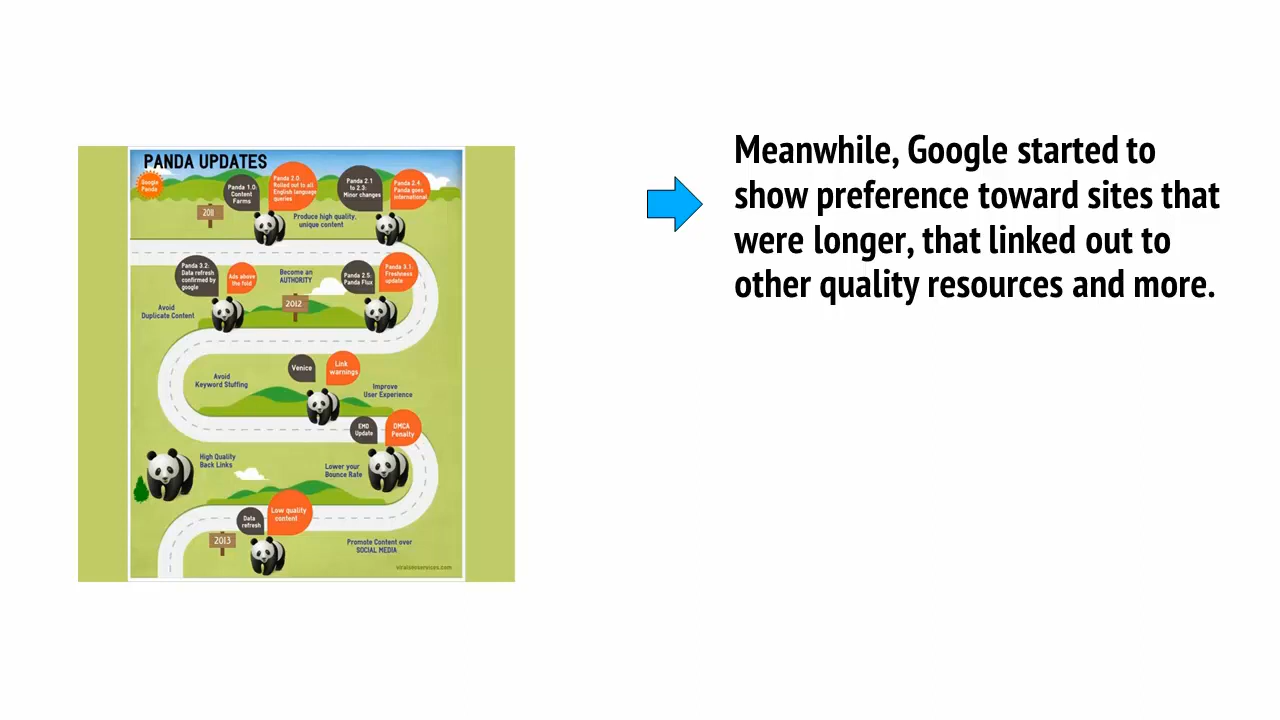 PANDA UPDATES
Google
Panda
Panda 1.0:
Content
Farms
Panda 2.0:
Rolled out to all
English language
queries
Panda 2.1
to 2.3:
Minor changes
Panda 2.4:
Panda goes
international
2011
Produce high quality,
unique content
Panda 3.2:
Data refresh
confirmed by
google
Ads above
the fold
Become an
AUTHORITY
Panda 2.5:
Panda Flux
Panda 3.1:
Freshness
update
2012
Avoid
Duplicate Content
Venice
Link
warnings
Avoid
Keyword Stuffing
Improve
User Experience
EMD
Update
DMCA
Penalty
High Quality
Back Links
Lower your
Bounce Rate
Data
refresh
Low quality
content
2013
Promote Content over
SOCIAL MEDIA
Meanwhile, Google started to
show preference toward sites that
were longer, that linked out to
other quality resources and more.